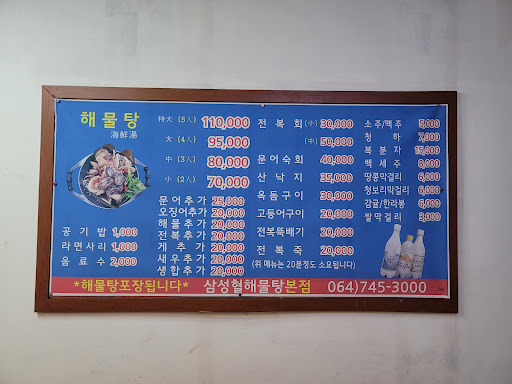 해물탕
海鮮湯
特大 (5人) 110,000
大 (4人) 95,000
中 (3人) 80,000
小 (2人) 70,000
문어추가 25,000
오징어추가 20,000
해물추가 20,000
전복추가 20,000
게추가 20,000
새우추가 20,000
생합추가 20,000
공기밥 1,000
라면사리 1,000
음료수 2,000
전복회 (小) 30,000
(中) 50,000
문어숙회 40,000
산낙지 35,000
옥돔구이 30,000
고등어구이 20,000
전복뚝배기 20,000
전복죽 20,000
(위 메뉴는 20분정도 소요됩니다)
소주/맥주 5,000
청하 7,000
복분자 15,000
백세주 8,000
땅콩막걸리 6,000
청보리막걸리 6,000
감귤/한라봉 6,000
쌀막걸리 3,000
*해물탕포장됩니다* 삼성혈해물탕본점 064)745-3000